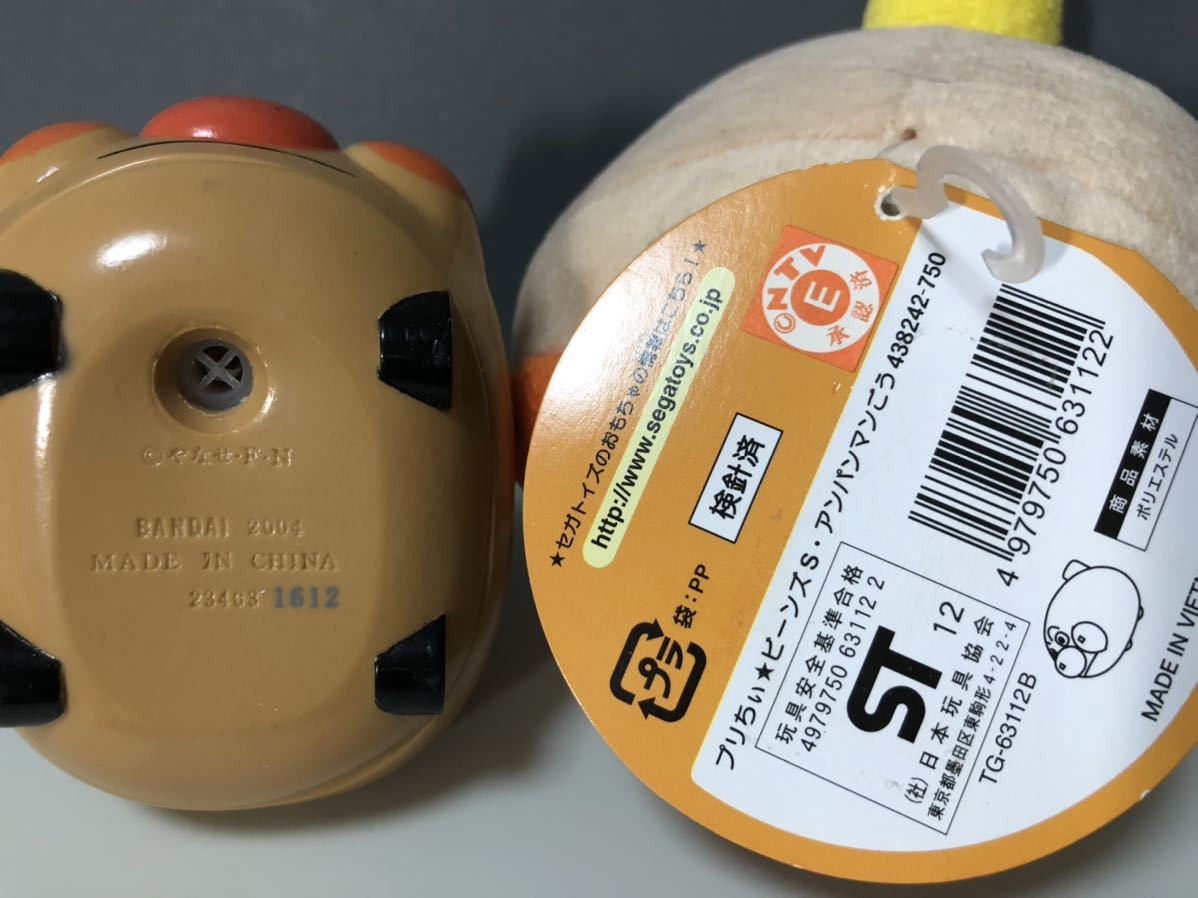 ©やなせ・F・N
BANDAI 2004
MADE IN CHINA
23403 1612
★セガトイズのおもちゃの情報はこちら！★
http://www.segatoys.co.jp
©NTV
E
承認済
検針済
プラ
袋：PP
プリちぃ★ビーンズS・アンパンマンごう 438242-750
4979750631122
玩具安全基準合格
4979750 63112 2
ST 12
(社)日本玩具協会
東京都墨田区東駒形4-22-4
TG-63112B
商品素材
ポリエステル
MADE IN VIET